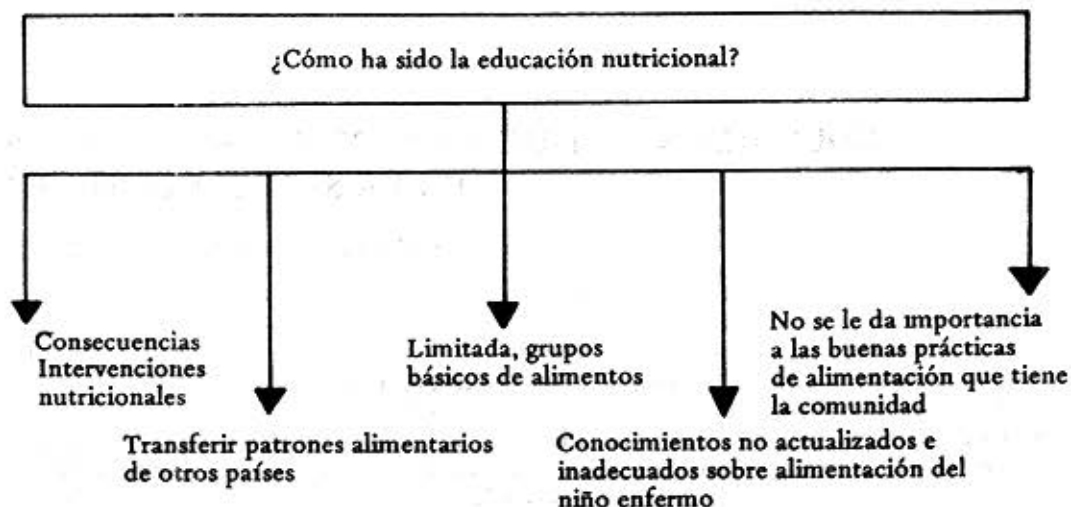 ¿Cómo ha sido la educación nutricional?
Consecuencias
Intervenciones
nutricionales
Transferir patrones alimentarios
de otros países
Limitada, grupos
básicos de alimentos
Conocimientos no actualizados e
inadecuados sobre alimentación del
niño enfermo
No se le da importancia
a las buenas prácticas
de alimentación que tiene
la comunidad